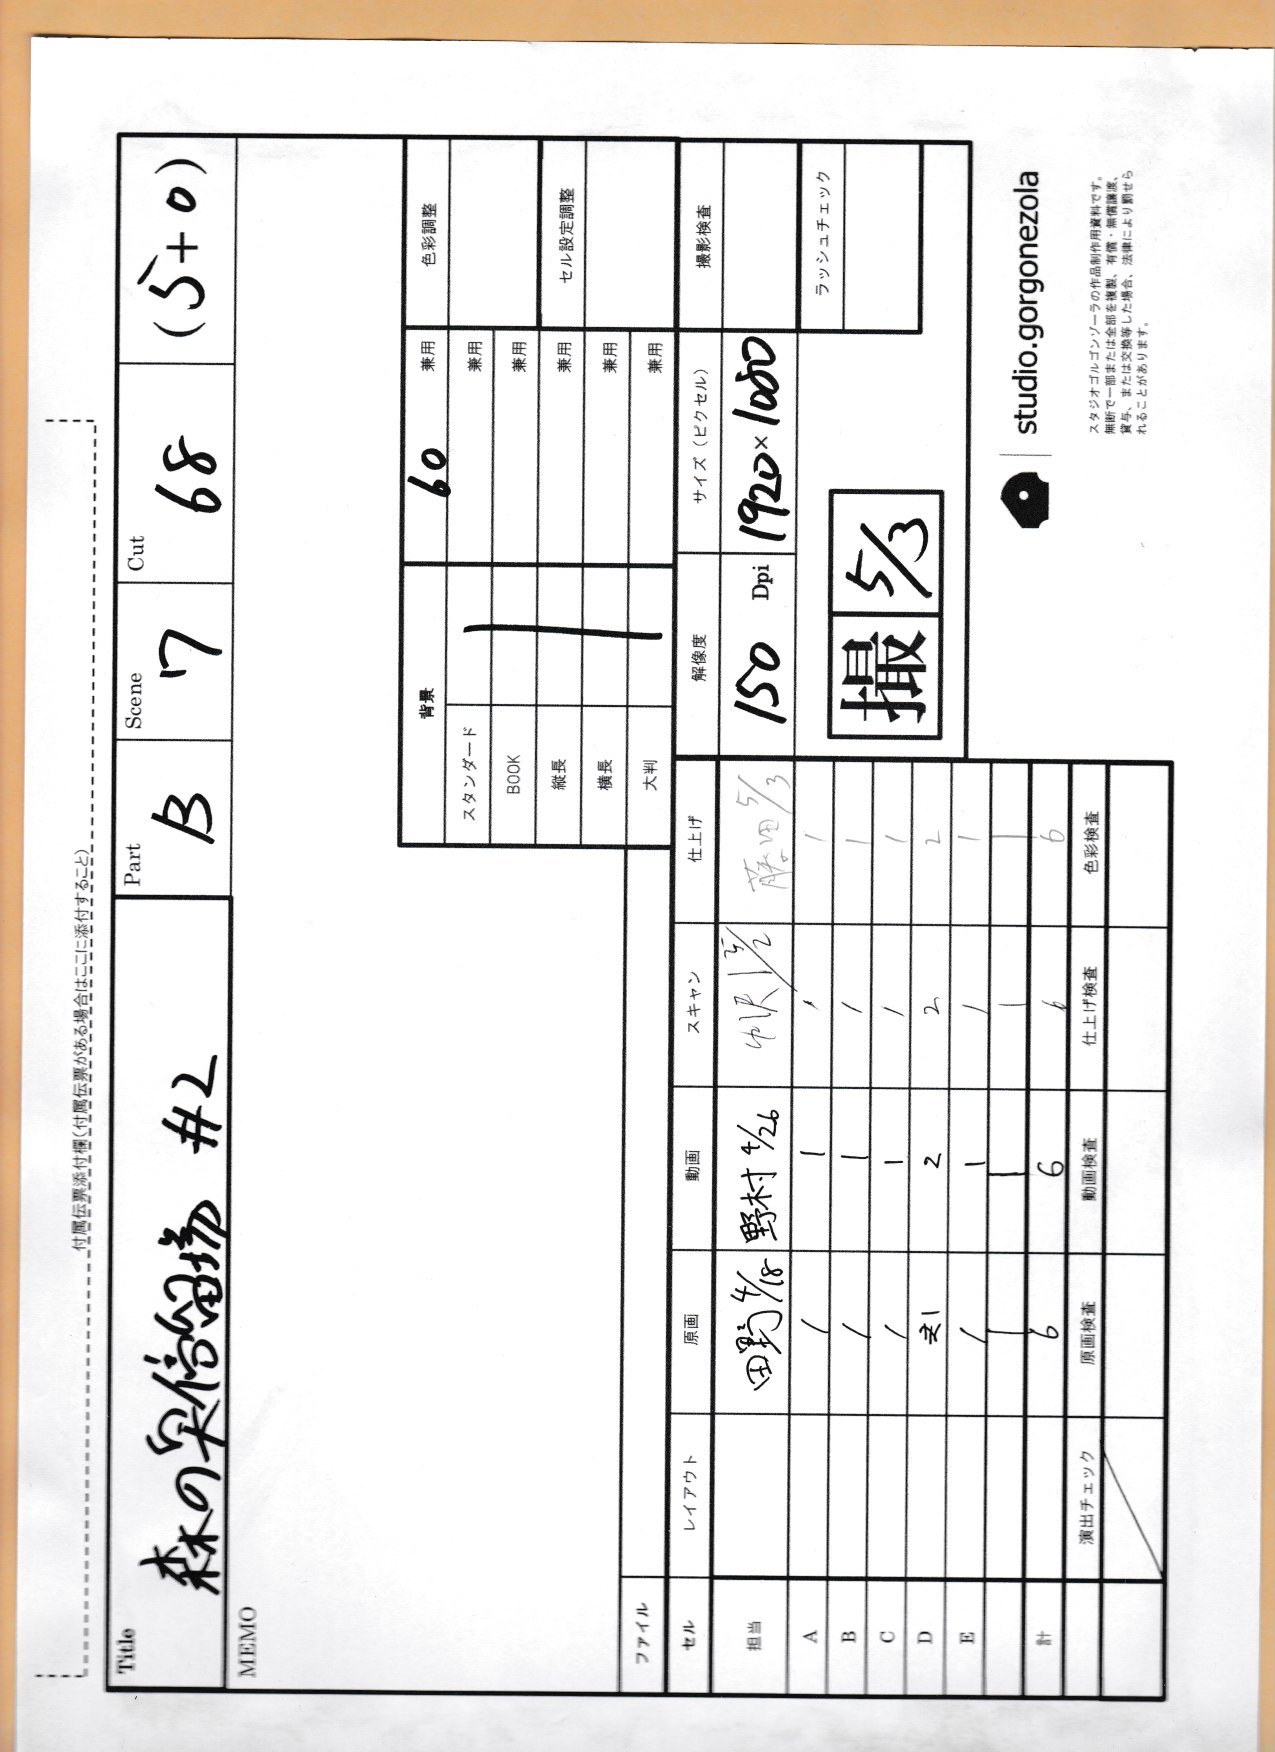 付属伝票添付欄(付属伝票がある場合はここに添付すること)
Title 森の安倍留場 #2
Part B
Scene ワ
Cut 68
(5+0)
MEMO
背景 60 兼用 色彩調整
スタンダード 兼用
BOOK 兼用
縦長 兼用 セル設定調整
横長 兼用
大判 兼用
ファイル
セル レイアウト 原画 動画 スキャン 仕上げ
担当 田野 4/18 野村 4/26 中沢 5/2 藤田 5/3
A / 1 / 1
B / 1 / 1
C / 1 / 1
D 1 2 2 2
E / 1 / 1
計 6 6 6 6
演出チェック 原画検査 動画検査 仕上げ検査 色彩検査
解像度 サイズ(ピクセル) 撮影検査
150 Dpi 1920×1080
ラッシュチェック
撮 5/3
studio.gorgonezola
スタジオゴルゴンゾーラの作品制作用資料です。
無断で一部または全部を複製、有償・無償譲渡、
貸与、または交換等した場合、法律により罰せら
れることがあります。